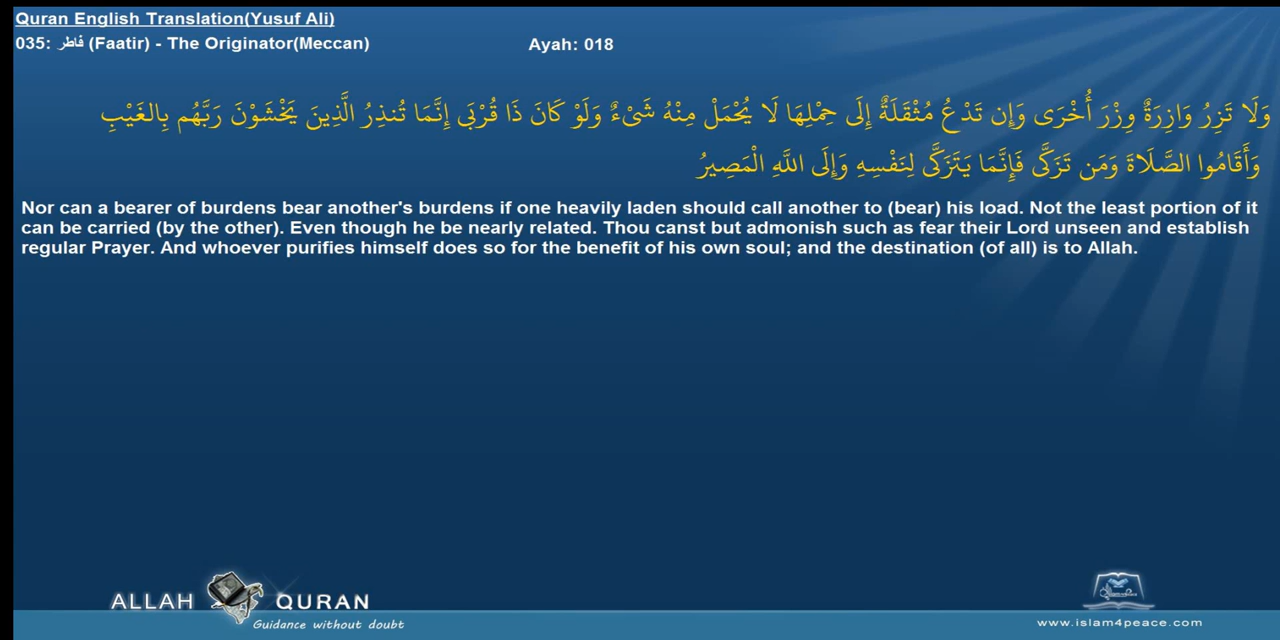 Quran English Translation(Yusuf Ali)
035: فاطر (Faatir) - The Originator(Meccan)
Ayah: 018
وَلَا تَزِرُ وَازِرَةٌ وِزْرَ أُخْرَى وَإِن تَدْعُ مُثْقَلَةٌ إِلَى حِمْلِهَا لَا يُحْمَلْ مِنْهُ شَيْءٌ وَلَوْ كَانَ ذَا قُرْبَى إِنَّمَا تُنذِرُ الَّذِينَ يَخْشَوْنَ رَبَّهُم بِالغَيْبِ
وَأَقَامُوا الصَّلَاةَ وَمَن تَزَكَّى فَإِنَّمَا يَتَزَكَّى لِنَفْسِهِ وَإِلَى اللَّهِ الْمَصِيرُ
Nor can a bearer of burdens bear another's burdens if one heavily laden should call another to (bear) his load. Not the least portion of it
can be carried (by the other). Even though he be nearly related. Thou canst but admonish such as fear their Lord unseen and establish
regular Prayer. And whoever purifies himself does so for the benefit of his own soul; and the destination (of all) is to Allah.
ALLAH QURAN
Guidance without doubt
www.islam4peace.com